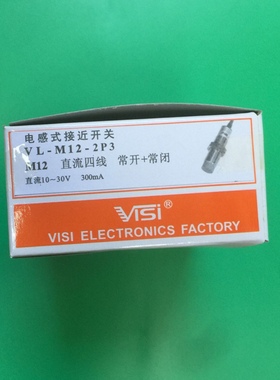 电感式接近开关
VL-M12-2P3
M12 直流四线 常开+常闭
直流10~30V 300mA
VISI®
VISI ELECTRONICS FACTORY